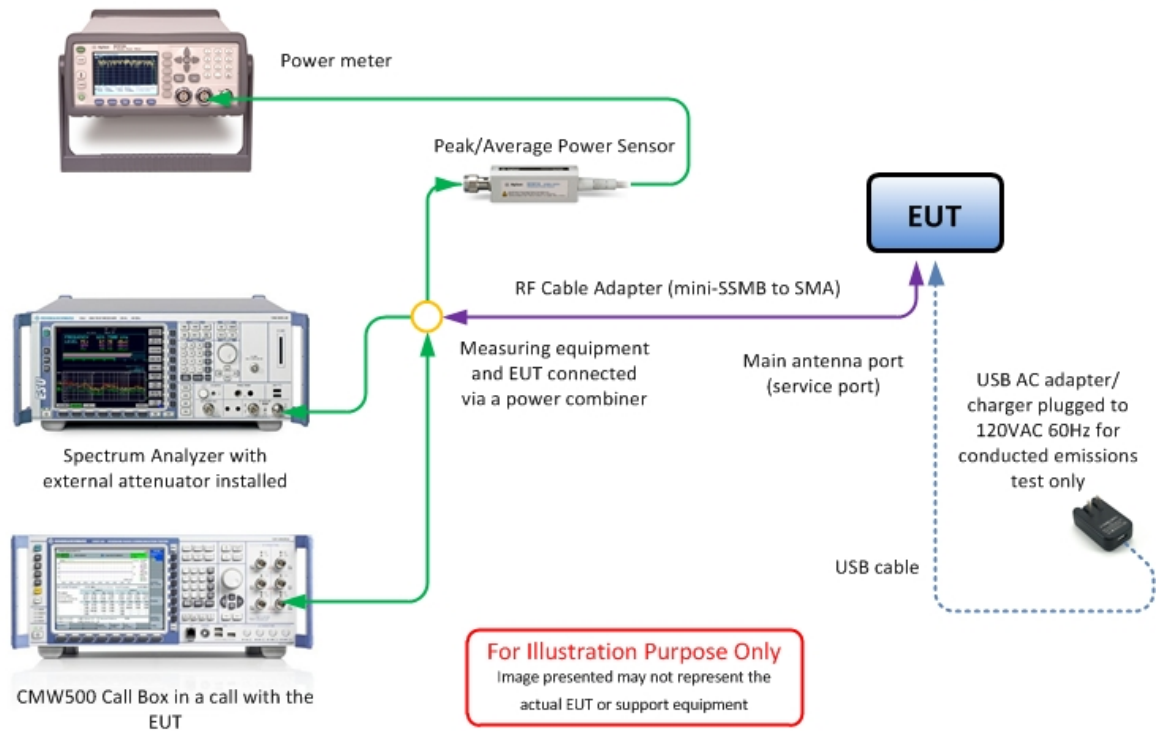 Power meter
Peak/Average Power Sensor
EUT
RF Cable Adapter (mini-SSMB to SMA)
Measuring equipment
and EUT connected
via a power combiner
Main antenna port
(service port)
USB AC adapter/
charger plugged to
120VAC 60Hz for
conducted emissions
test only
Spectrum Analyzer with
external attenuator installed
USB cable
CMW500 Call Box in a call with the
EUT
For Illustration Purpose Only
Image presented may not represent the
actual EUT or support equipment